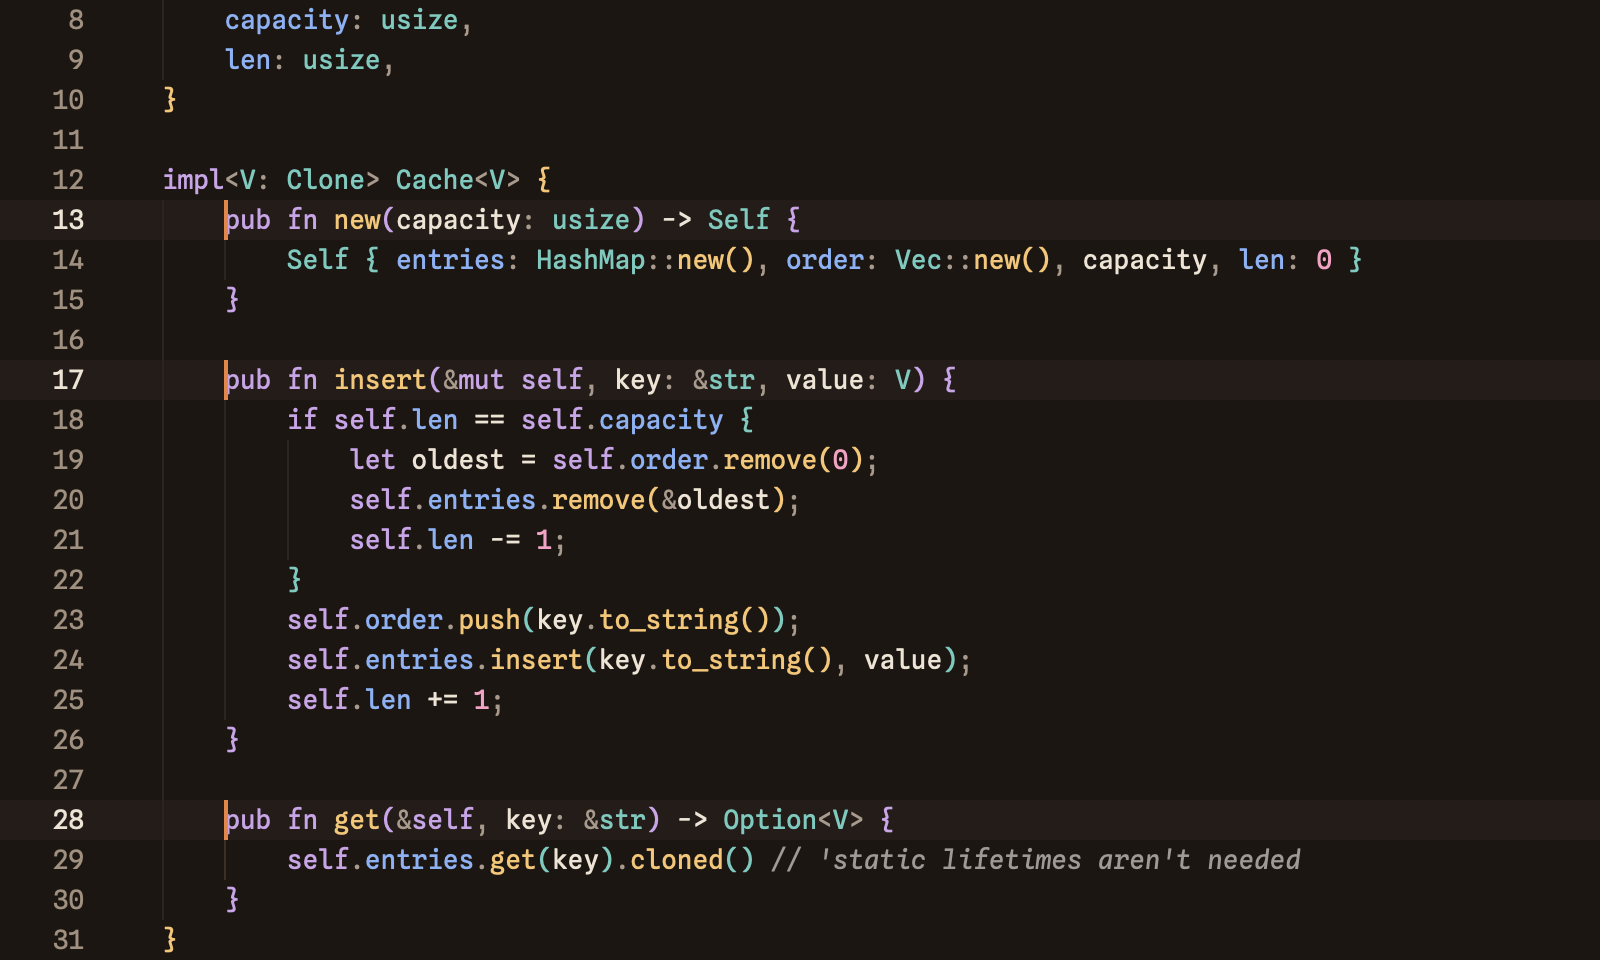 8 capacity: usize,
9 len: usize,
10 }
11
12 impl<V: Clone> Cache<V> {
13 pub fn new(capacity: usize) -> Self {
14 Self { entries: HashMap::new(), order: Vec::new(), capacity, len: 0 }
15 }
16
17 pub fn insert(&mut self, key: &str, value: V) {
18 if self.len == self.capacity {
19 let oldest = self.order.remove(0);
20 self.entries.remove(&oldest);
21 self.len -= 1;
22 }
23 self.order.push(key.to_string());
24 self.entries.insert(key.to_string(), value);
25 self.len += 1;
26 }
27
28 pub fn get(&self, key: &str) -> Option<V> {
29 self.entries.get(key).cloned() // 'static lifetimes aren't needed
30 }
31 }